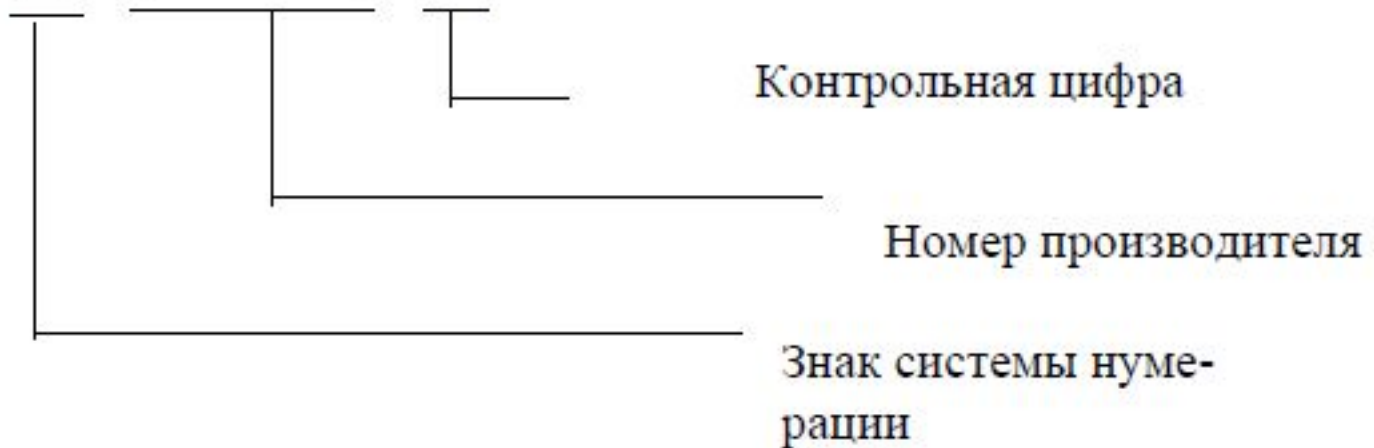 Контрольная цифра
Номер производителя
Знак системы нуме-
рации